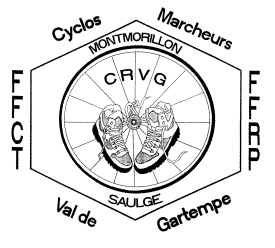 Cyclos
Marcheurs
MONTMORILLON
CRVG
FFCT
FFRP
SAULGE
Val de
Gartempe